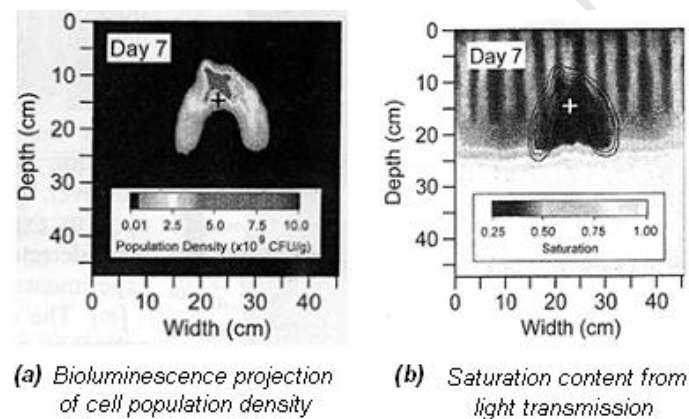 0
10
20
30
40
Depth (cm)
Day 7
0.01 2.5 5.0 7.5 10.0
Population Density (x10⁹ CFU/g)
0 10 20 30 40
Width (cm)
(a) Bioluminescence projection
of cell population density
0
10
20
30
40
Depth (cm)
Day 7
0.25 0.50 0.75 1.00
Saturation
0 10 20 30 40
Width (cm)
(b) Saturation content from
light transmission